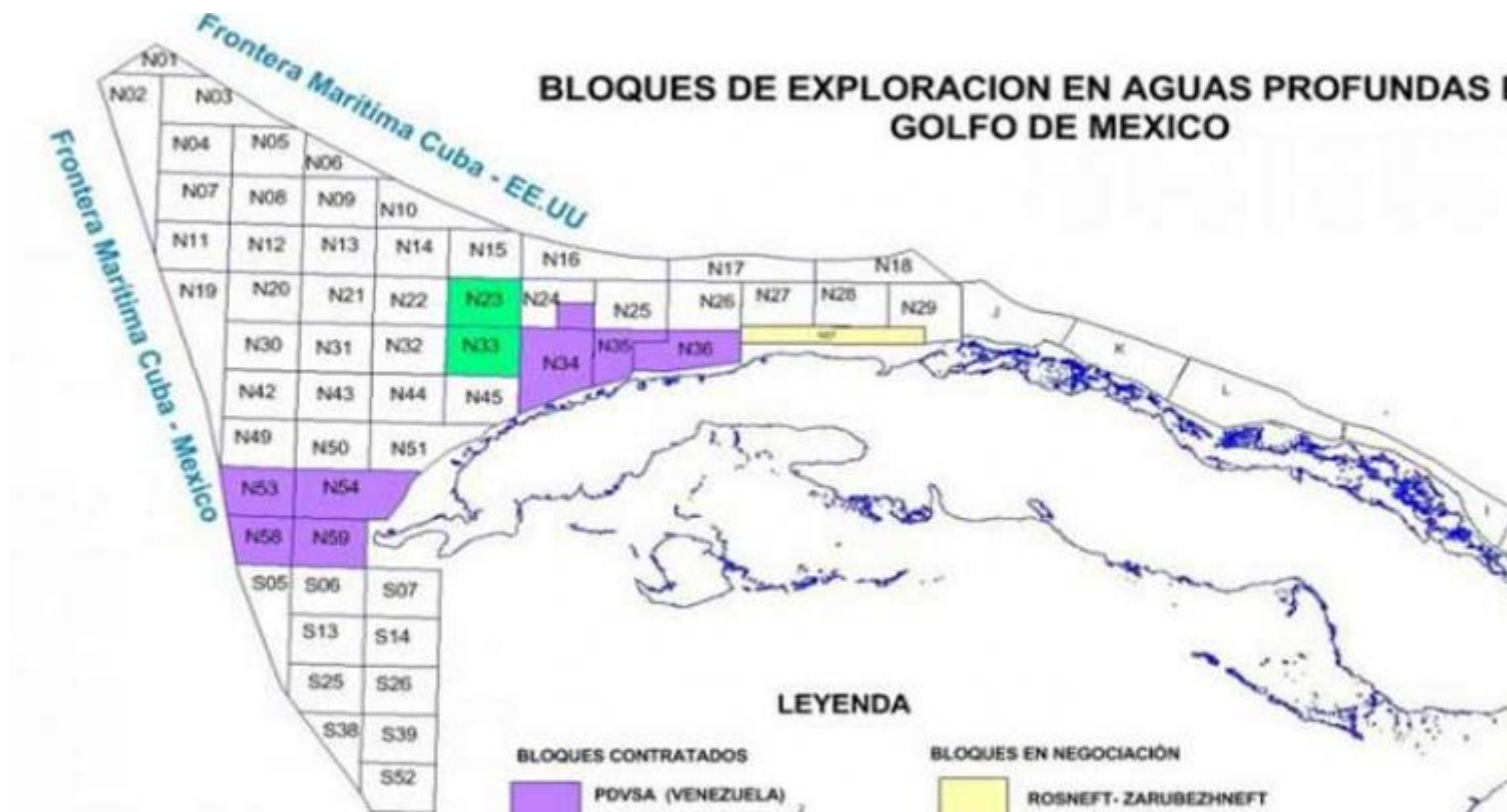 Frontera Marítima Cuba - EE.UU
BLOQUES DE EXPLORACION EN AGUAS PROFUNDAS
GOLFO DE MEXICO
Frontera Marítima Cuba - Mexico
N01
N02 N03
N04 N05 N06
N07 N08 N09 N10
N11 N12 N13 N14 N15 N16 N17 N18
N19 N20 N21 N22 N23 N24 N25 N26 N27 N28 N29 J
N30 N31 N32 N33 N34 N35 N36 K
N42 N43 N44 N45 L
N49 N50 N51
N53 N54
N58 N59
S05 S06 S07
S13 S14
S25 S26
S38 S39
S52
LEYENDA
BLOQUES CONTRATADOS
PDVSA (VENEZUELA)
BLOQUES EN NEGOCIACIÓN
ROSNEFT- ZARUBEZHNEFT